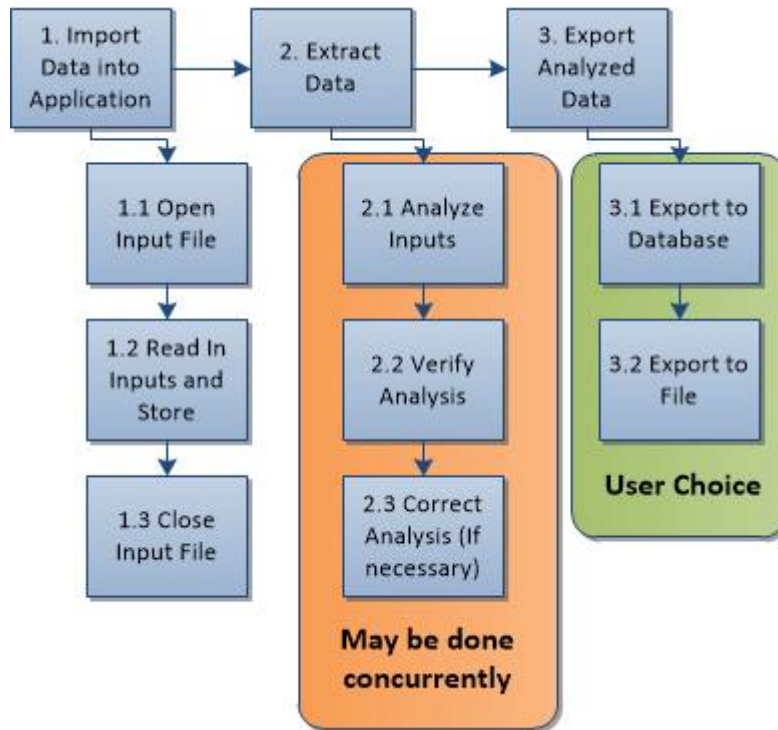 1. Import
Data into
Application
2. Extract
Data
3. Export
Analyzed
Data
1.1 Open
Input File
1.2 Read In
Inputs and
Store
1.3 Close
Input File
2.1 Analyze
Inputs
2.2 Verify
Analysis
2.3 Correct
Analysis (If
necessary)
May be done
concurrently
3.1 Export to
Database
3.2 Export to
File
User Choice